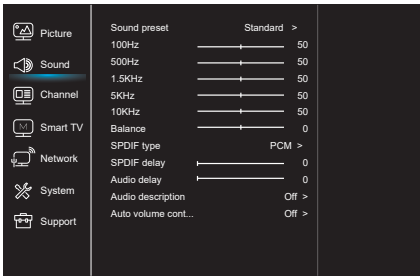 Picture
Sound
Channel
M
Smart TV
Network
System
Support
Sound preset Standard >
100Hz 50
500Hz 50
1.5KHz 50
5KHz 50
10KHz 50
Balance 0
SPDIF type PCM >
SPDIF delay 0
Audio delay 0
Audio description Off >
Auto volume cont... Off >